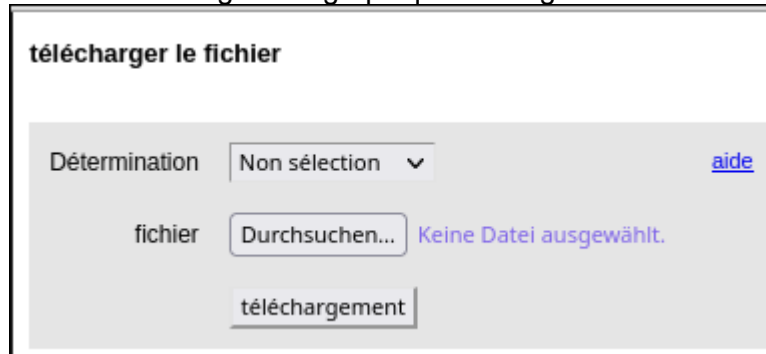 télécharger le fichier
Détermination Non sélection aide
fichier Durchsuchen... Keine Datei ausgewählt.
téléchargement